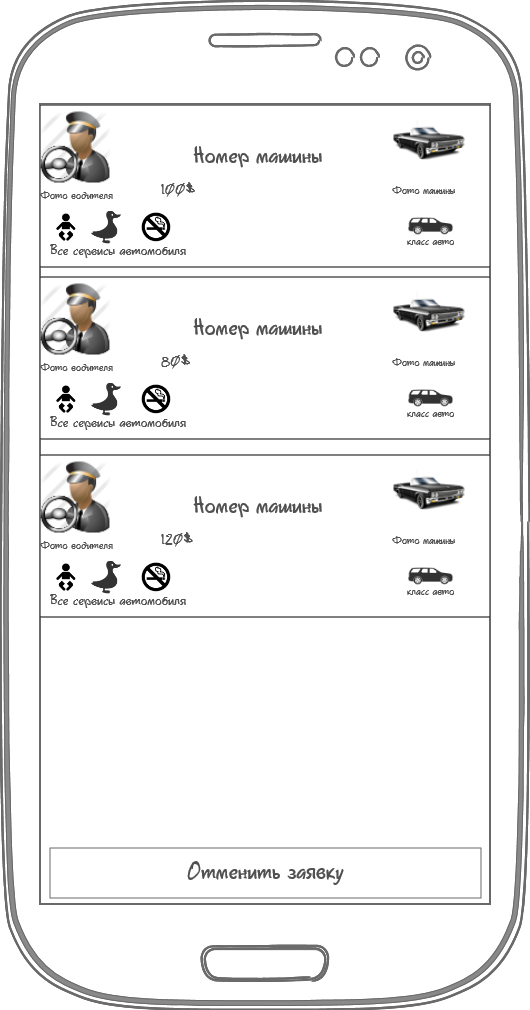 Номер машины
100$
Фото водителя
Фото машины
класс авто
Все сервисы автомобиля
Номер машины
80$
Фото водителя
Фото машины
класс авто
Все сервисы автомобиля
Номер машины
120$
Фото водителя
Фото машины
класс авто
Все сервисы автомобиля
Отменить заявку